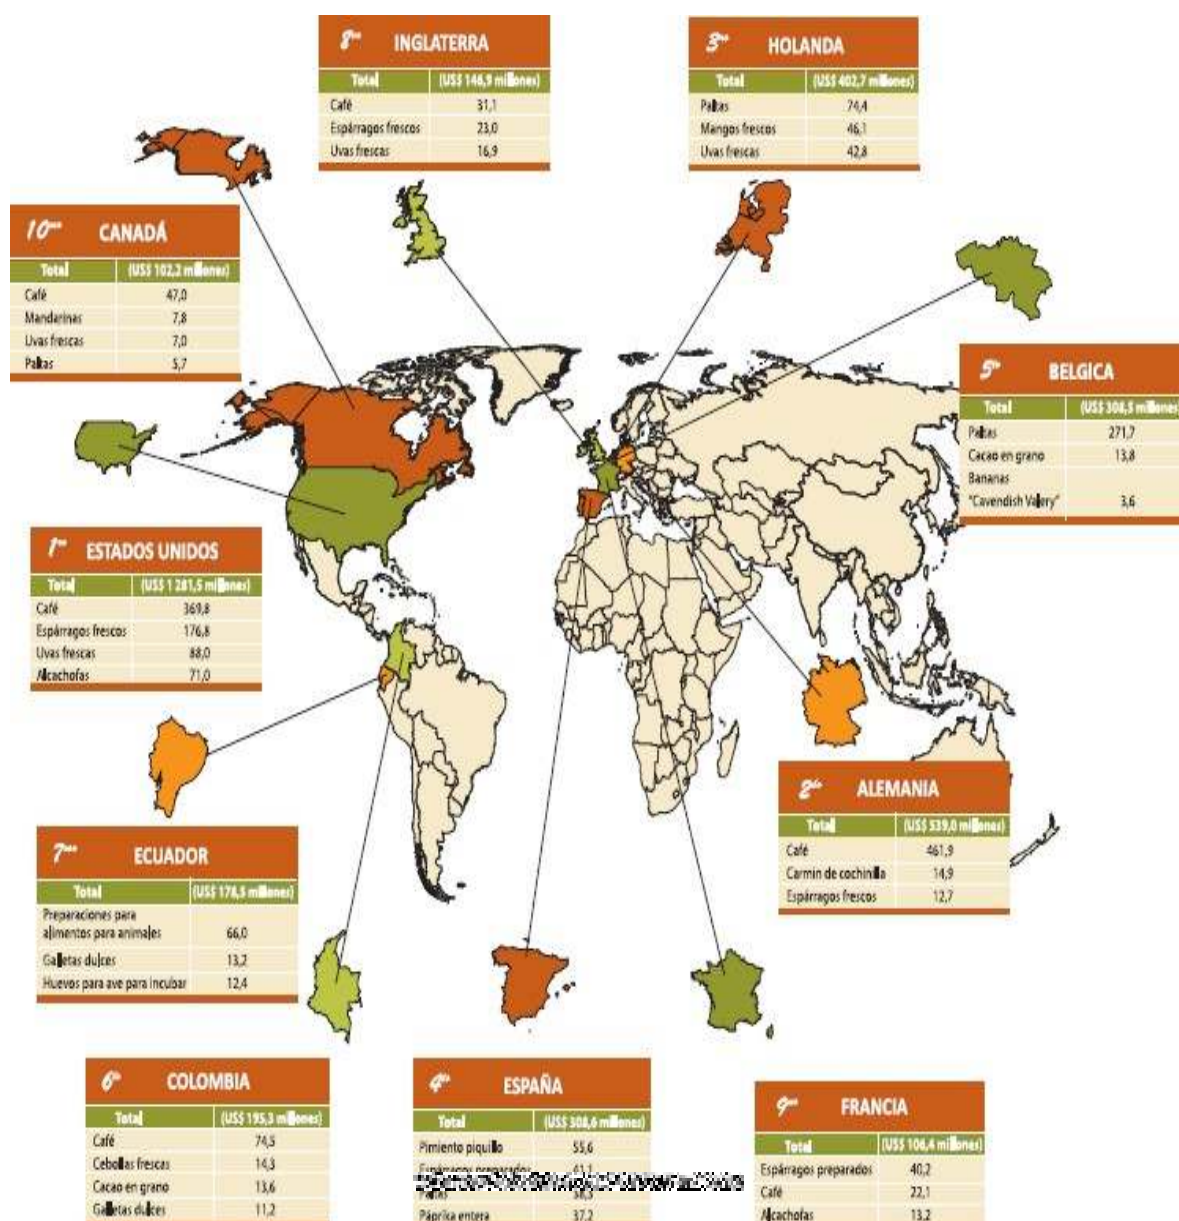 8vo INGLATERRA
Total (US$ 146,9 millones)
Café 31,1
Espárragos frescos 23,0
Uvas frescas 16,9
3ro HOLANDA
Total (US$ 402,7 millones)
Paltas 74,4
Mangos frescos 46,1
Uvas frescas 42,8
10mo CANADÁ
Total (US$ 102,2 millones)
Café 47,0
Mandarinas 7,8
Uvas frescas 7,0
Paltas 5,7
5to BELGICA
Total (US$ 308,5 millones
Paltas 271,7
Cacao en grano 13,8
Bananas
"Cavendish Valery" 3,6
1ro ESTADOS UNIDOS
Total (US$ 1 281,5 millones)
Café 369,8
Espárragos frescos 176,8
Uvas frescas 88,0
Alcachofas 71,0
2do ALEMANIA
Total (US$ 539,0 millones)
Café 461,9
Carmin de cochinilla 14,9
Espárragos frescos 12,7
7mo ECUADOR
Total (US$ 178,5 millones)
Preparaciones para
alimentos para animales 66,0
Galletas dulces 13,2
Huevos para ave para incubar 12,4
6to COLOMBIA
Total (US$ 195,3 millones)
Café 74,5
Cebollas frescas 14,3
Cacao en grano 13,6
Galletas dulces 11,2
4to ESPAÑA
Total (US$ 308,6 millones)
Pimiento piquillo 55,6
Espárragos preparados 41,1
Paltas 38,3
Páprika entera 37,2
9no FRANCIA
Total (US$ 106,4 millones)
Espárragos preparados 40,2
Café 22,1
Alcachofas 13,2